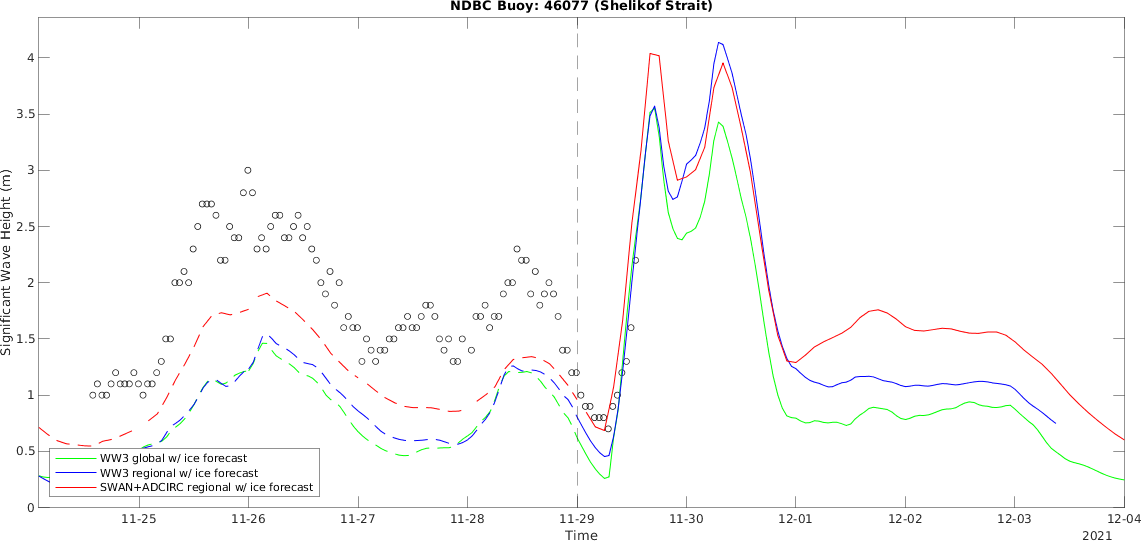 NDBC Buoy: 46077 (Shelikof Strait)
Significant Wave Height (m)
4
3.5
3
2.5
2
1.5
1
0.5
0
WW3 global w/ ice forecast
WW3 regional w/ ice forecast
SWAN+ADCIRC regional w/ ice forecast
11-25 11-26 11-27 11-28 11-29 11-30 12-01 12-02 12-03 12-04
Time
2021